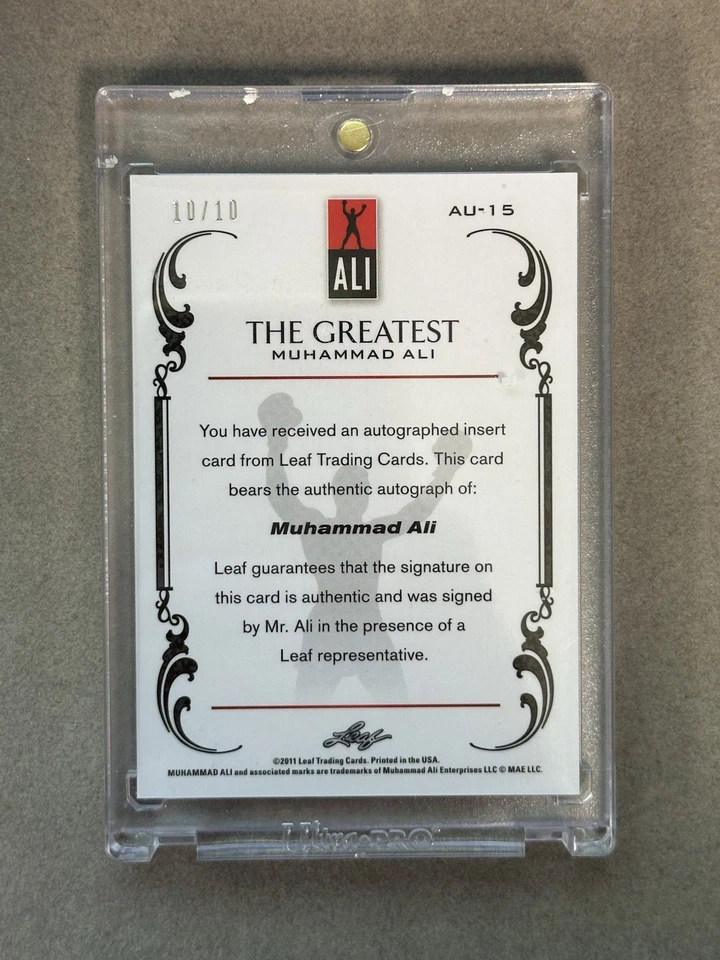 10/10
AU-15
ALI
THE GREATEST
MUHAMMAD ALI
You have received an autographed insert
card from Leaf Trading Cards. This card
bears the authentic autograph of:
Muhammad Ali
Leaf guarantees that the signature on
this card is authentic and was signed
by Mr. Ali in the presence of a
Leaf representative.
Leaf
©2011 Leaf Trading Cards. Printed in the USA.
MUHAMMAD ALI and associated marks are trademarks of Muhammad Ali Enterprises LLC © MAE LLC.
Ultra•PRO